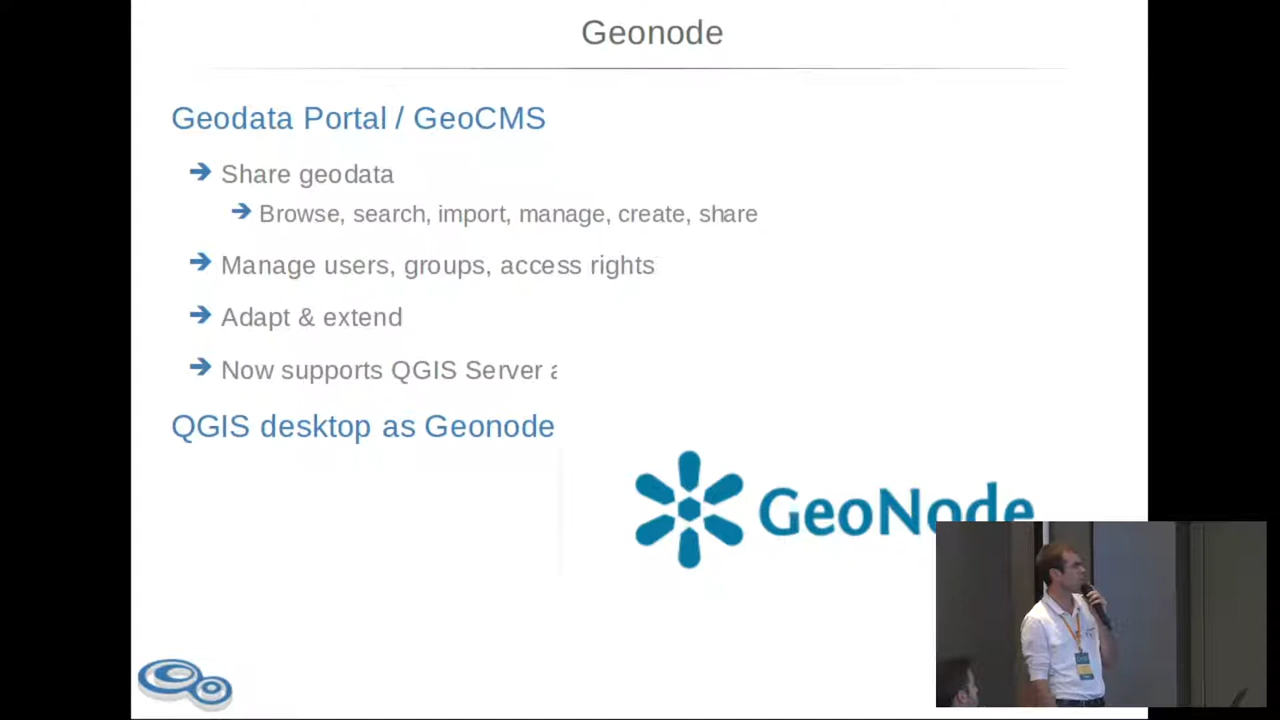 Geonode
Geodata Portal / GeoCMS
Share geodata
Browse, search, import, manage, create, share
Manage users, groups, access rights
Adapt & extend
Now supports QGIS Server
QGIS desktop as Geonode
GeoNode